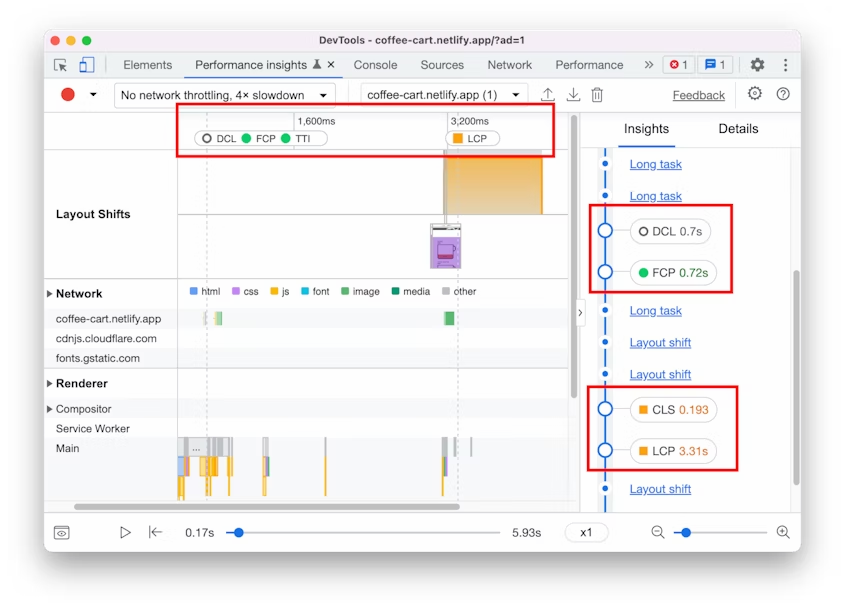 DevTools - coffee-cart.netlify.app/?ad=1
Elements Performance insights × Console Sources Network Performance » 1 1
No network throttling, 4× slowdown coffee-cart.netlify.app (1) Feedback
1,600ms 3,200ms
DCL FCP TTI LCP
Layout Shifts
Network html css js font image media other
coffee-cart.netlify.app
cdnjs.cloudflare.com
fonts.gstatic.com
Renderer
Compositor
Service Worker
Main ...
Insights Details
Long task
Long task
DCL 0.7s
FCP 0.72s
Long task
Layout shift
Layout shift
CLS 0.193
LCP 3.31s
Layout shift
0.17s 5.93s x1